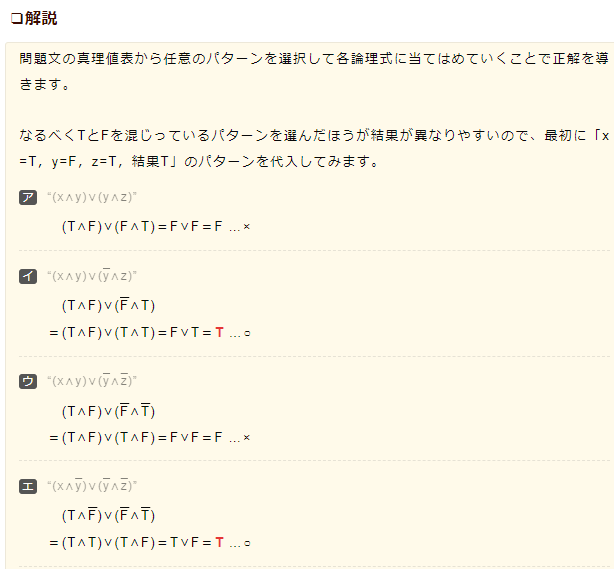 ❏解説
問題文の真理値表から任意のパターンを選択して各論理式に当てはめていくことで正解を導
きます。
なるべくTとFを混じっているパターンを選んだほうが結果が異なりやすいので、最初に「x
=T, y=F, z=T, 結果T」のパターンを代入してみます。
ア “(x∧y)∨(y∧z)”
(T∧F)∨(F∧T)=F∨F=F …×
イ “(x∧y)∨(y̅∧z)”
(T∧F)∨(F̅∧T)
=(T∧F)∨(T∧T)=F∨T=T …○
ウ “(x∧y)∨(y̅∧z̅)”
(T∧F)∨(F̅∧T̅)
=(T∧F)∨(T∧F)=F∨F=F …×
エ “(x∧y̅)∨(y̅∧z̅)”
(T∧F̅)∨(F̅∧T̅)
=(T∧T)∨(T∧F)=T∨F=T …○